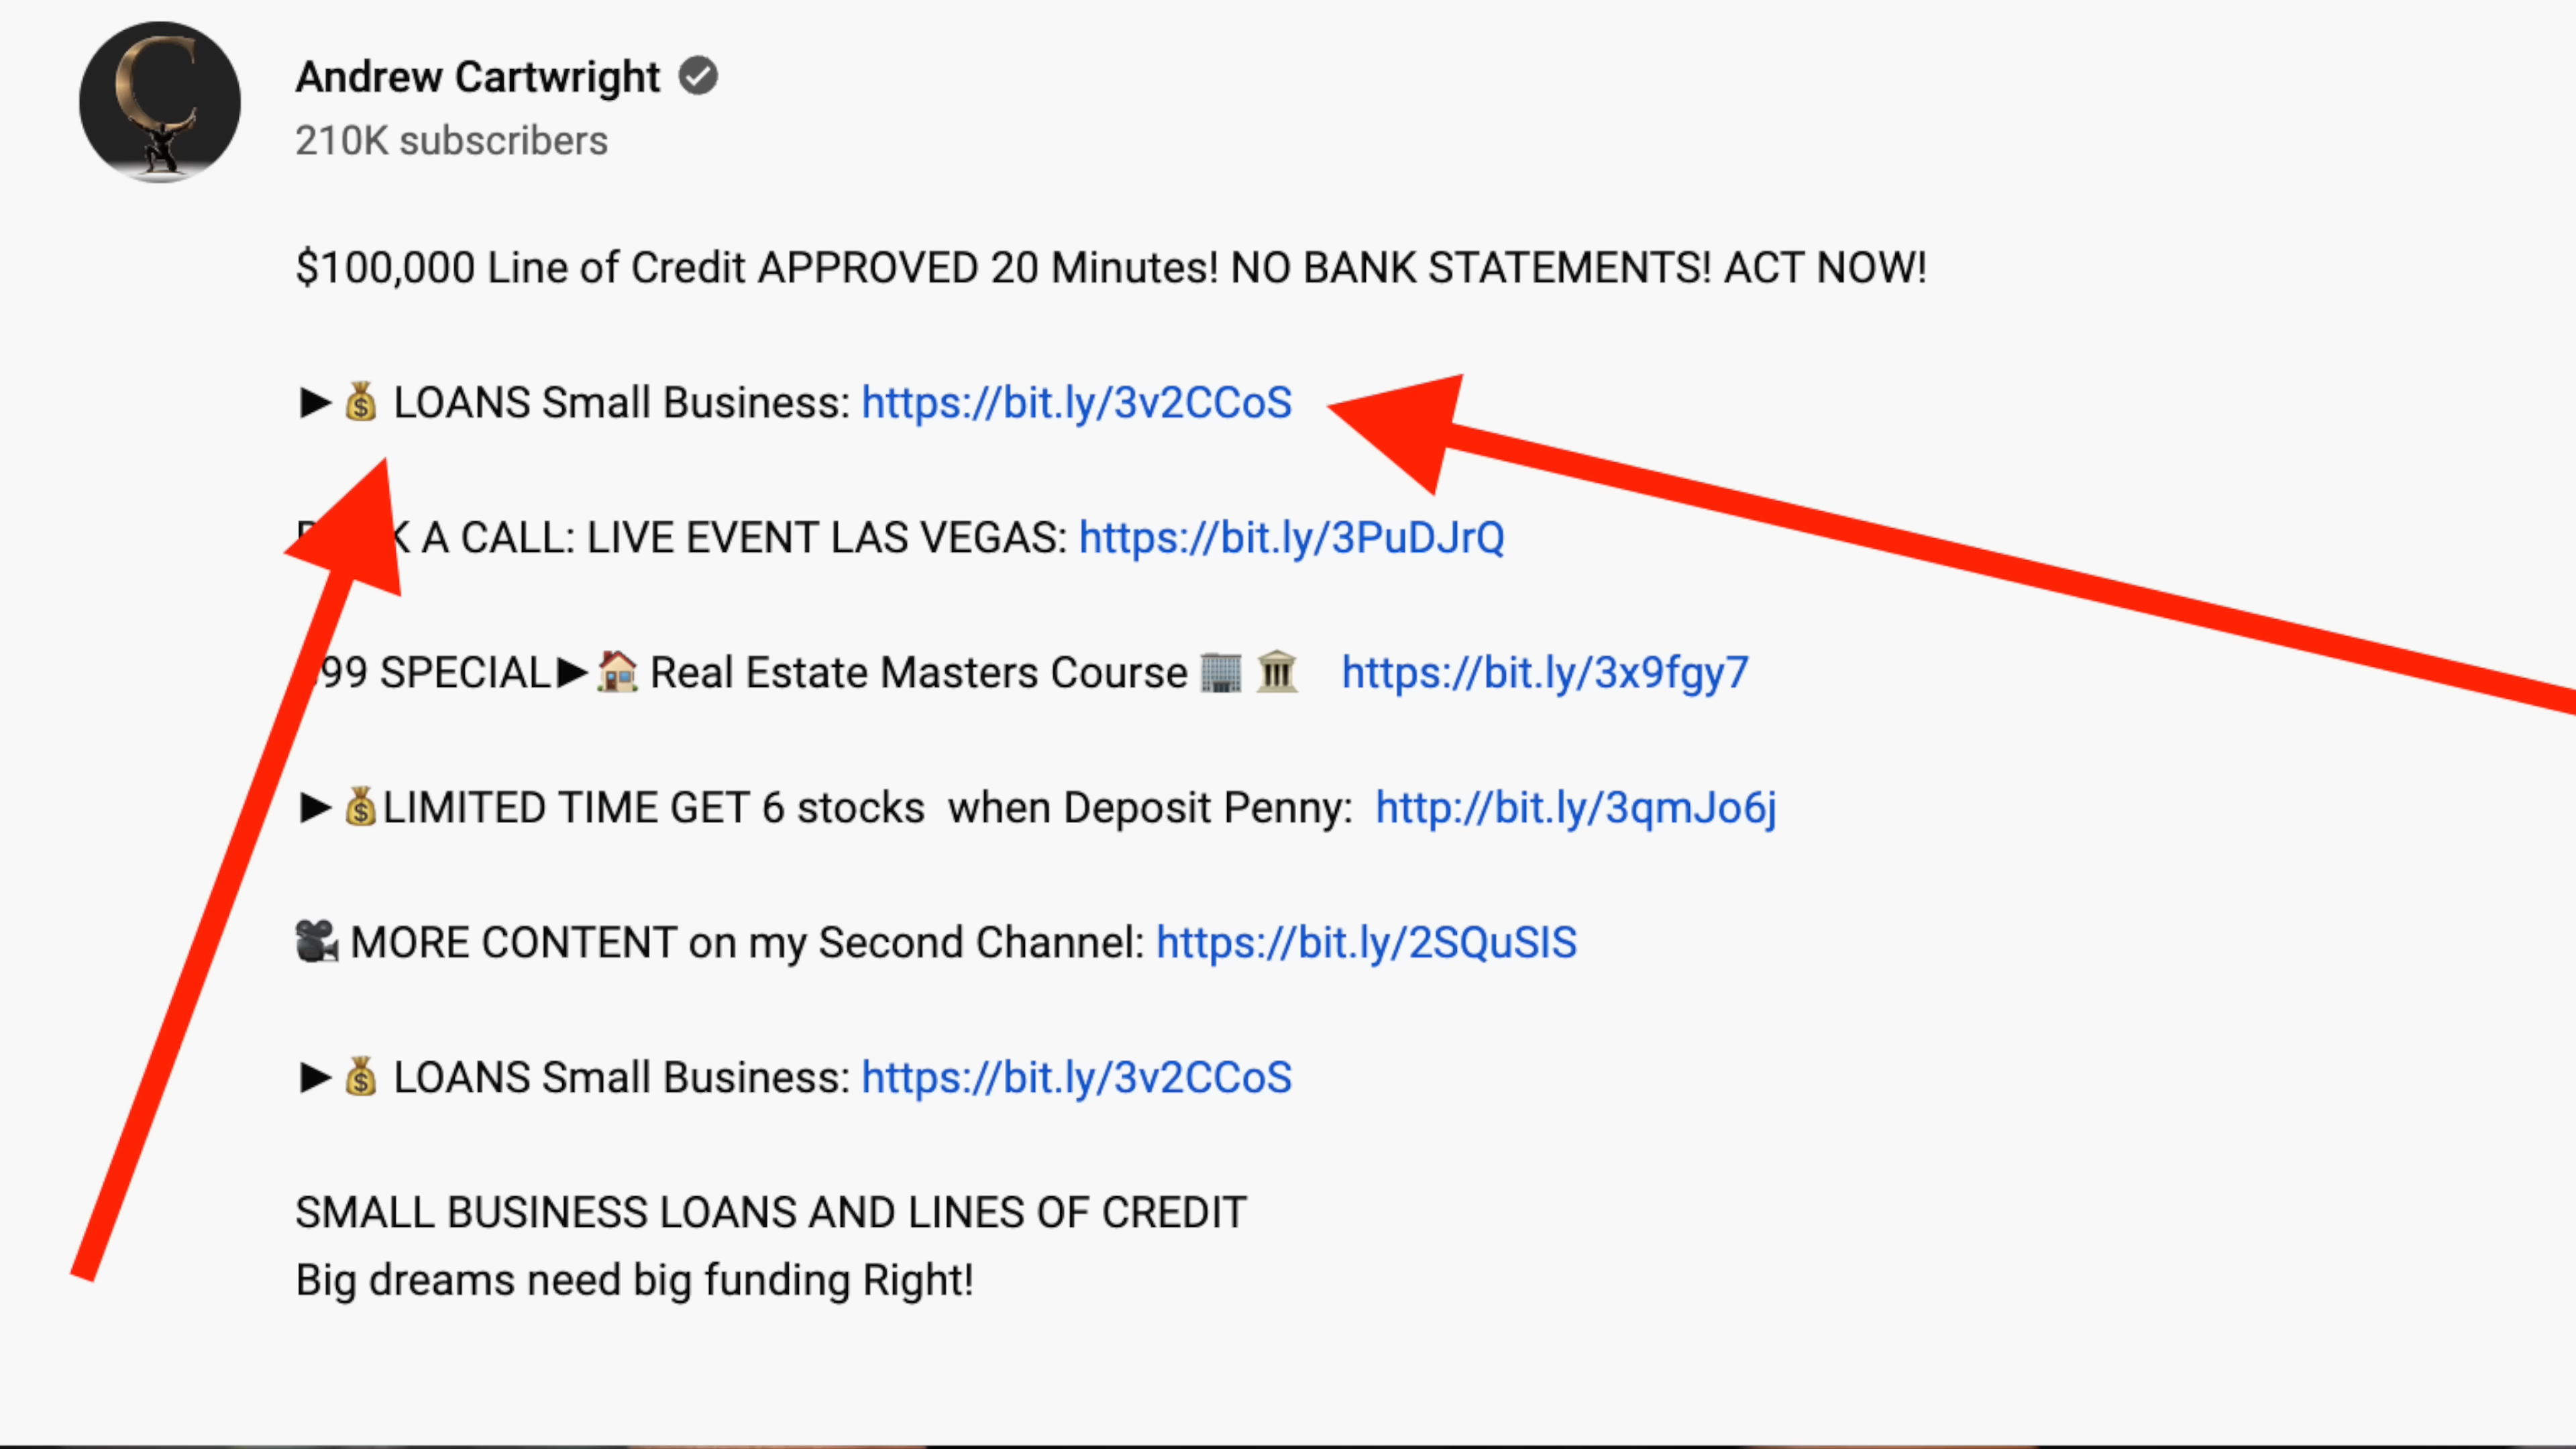 Andrew Cartwright
210K subscribers
$100,000 Line of Credit APPROVED 20 Minutes! NO BANK STATEMENTS! ACT NOW!
►💰 LOANS Small Business: https://bit.ly/3v2CCoS
A CALL: LIVE EVENT LAS VEGAS: https://bit.ly/3PuDJrQ
99 SPECIAL►🏠 Real Estate Masters Course 🏢 🏛 https://bit.ly/3x9fgy7
►💰LIMITED TIME GET 6 stocks when Deposit Penny: http://bit.ly/3qmJo6j
🎥 MORE CONTENT on my Second Channel: https://bit.ly/2SQuSIS
►💰 LOANS Small Business: https://bit.ly/3v2CCoS
SMALL BUSINESS LOANS AND LINES OF CREDIT
Big dreams need big funding Right!